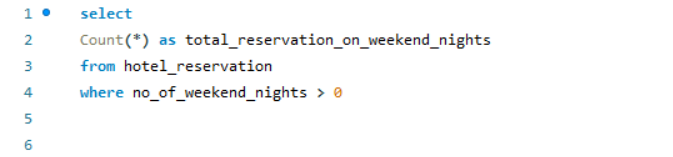 1 select
2 Count(*) as total_reservation_on_weekend_nights
3 from hotel_reservation
4 where no_of_weekend_nights > 0
5
6